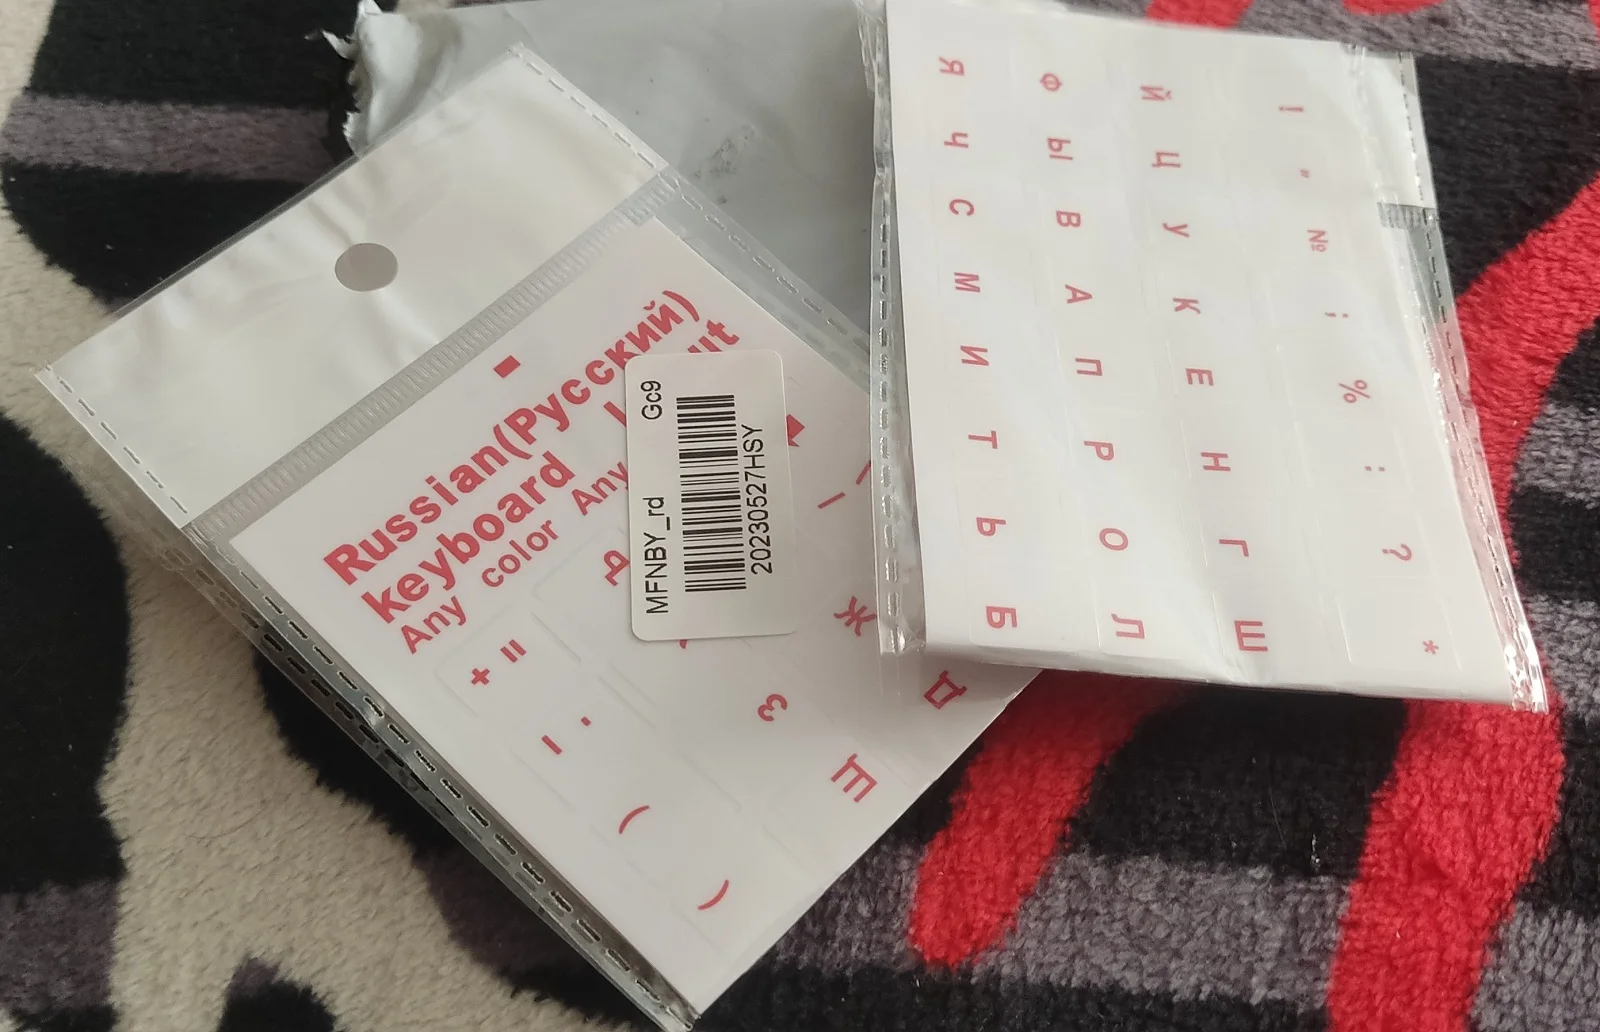 Russian(Русский)
keyboard
Any color Any
Gc9
MFNBY_rd
20230527HSY
+ =
- .
)
(
З
Щ
Ж
Д
! " № ; % : ? *
Й Ц У К Е Н Г Ш
Ф Ы В А П Р О Л
Я Ч С М И Т Ь Б